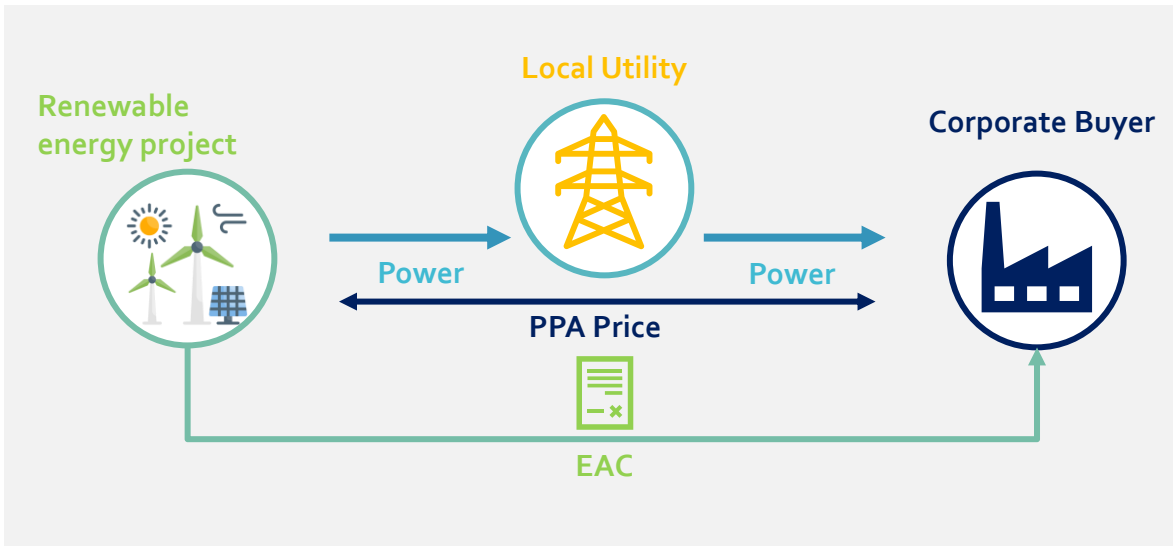 Local Utility
Renewable
energy project
Corporate Buyer
Power
Power
PPA Price
EAC